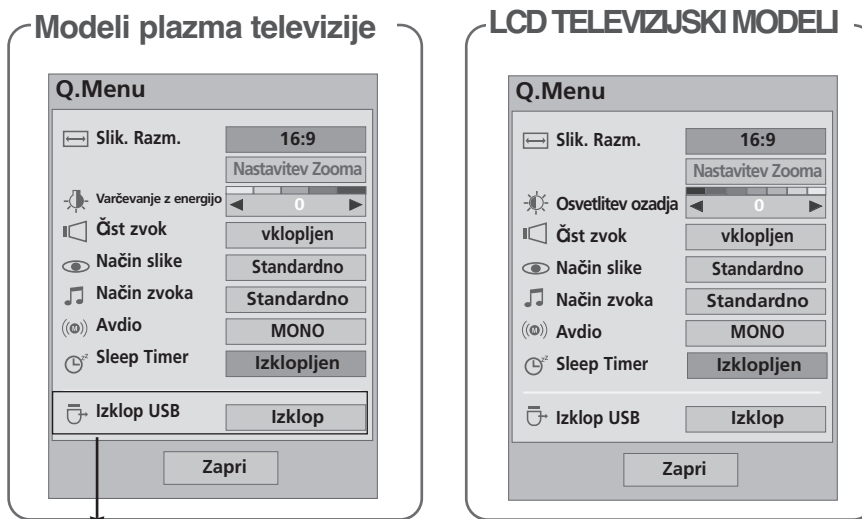 Modeli plazma televizije
Q.Menu
Slik. Razm. 16:9
Nastavitev Zooma
Varčevanje z energijo 0
Čist zvok vklopljen
Način slike Standardno
Način zvoka Standardno
Avdio MONO
Sleep Timer Izklopljen
Izklop USB Izklop
Zapri
LCD TELEVIZIJSKI MODELI
Q.Menu
Slik. Razm. 16:9
Nastavitev Zooma
Osvetlitev ozadja 0
Čist zvok vklopljen
Način slike Standardno
Način zvoka Standardno
Avdio MONO
Sleep Timer Izklopljen
Izklop USB Izklop
Zapri